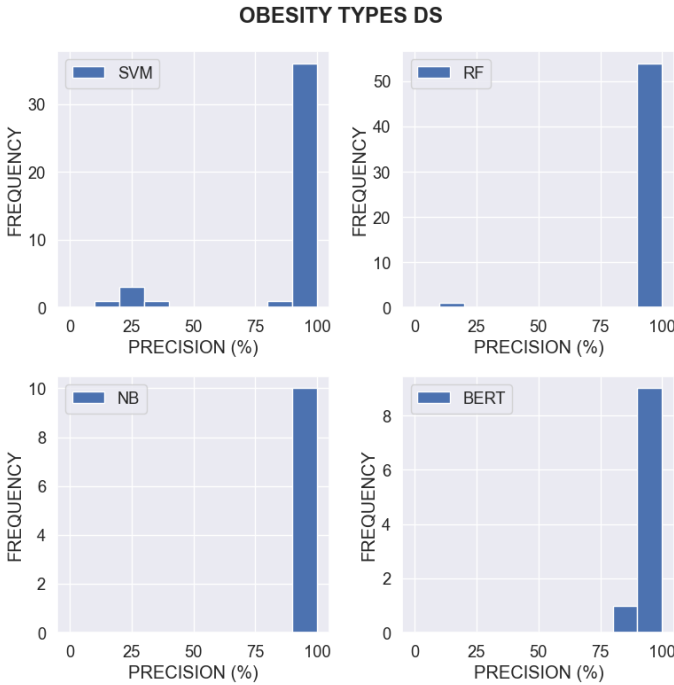 OBESITY TYPES DS
SVM
30
20
10
0
FREQUENCY
0 25 50 75 100
PRECISION (%)
RF
50
40
30
20
10
0
FREQUENCY
0 25 50 75 100
PRECISION (%)
NB
10
8
6
4
2
0
FREQUENCY
0 25 50 75 100
PRECISION (%)
BERT
8
6
4
2
0
FREQUENCY
0 25 50 75 100
PRECISION (%)